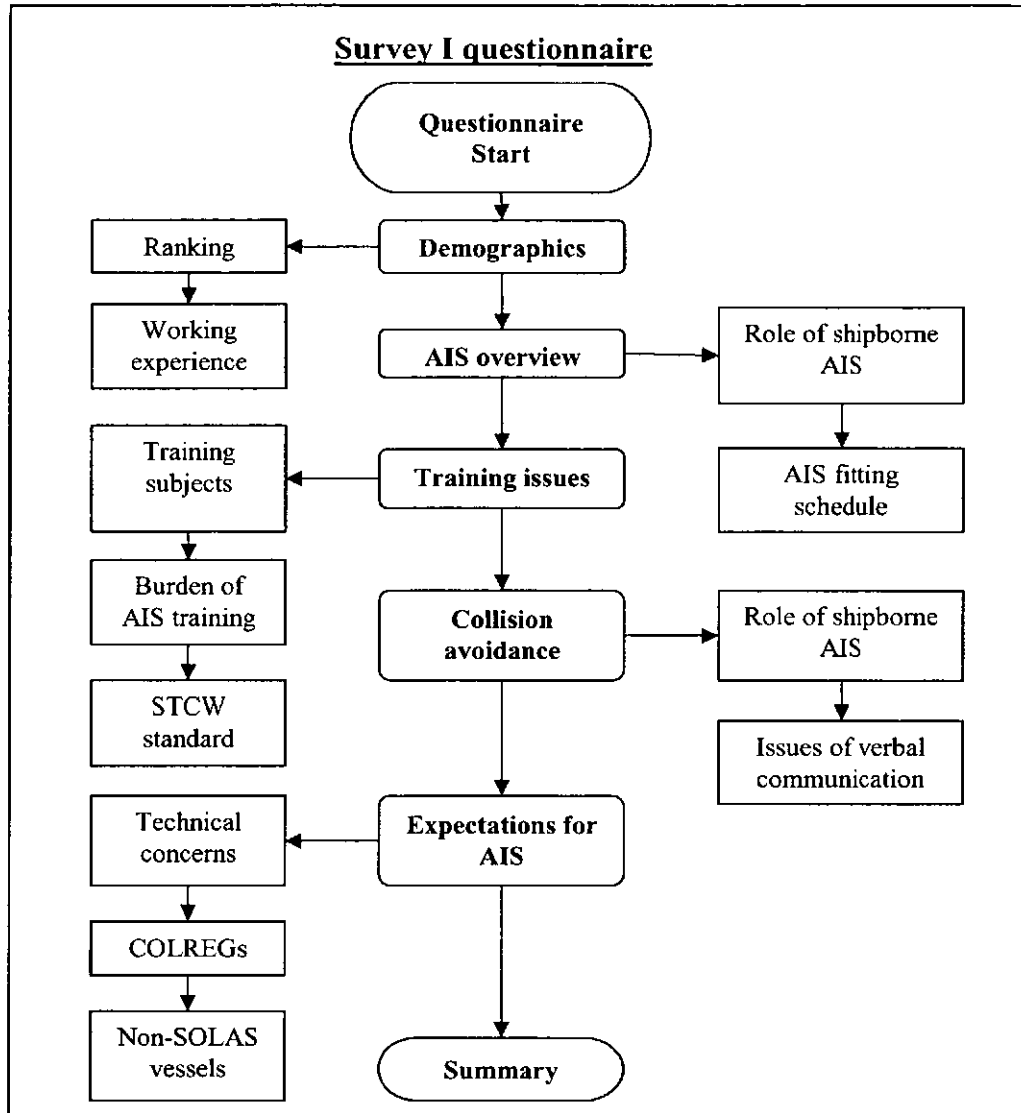 Survey I questionnaire
Questionnaire
Start
Demographics
Ranking
Working
experience
AIS overview
Role of shipborne
AIS
AIS fitting
schedule
Training issues
Training
subjects
Burden of
AIS training
STCW
standard
Collision
avoidance
Role of shipborne
AIS
Issues of verbal
communication
Expectations for
AIS
Technical
concerns
COLREGs
Non-SOLAS
vessels
Summary